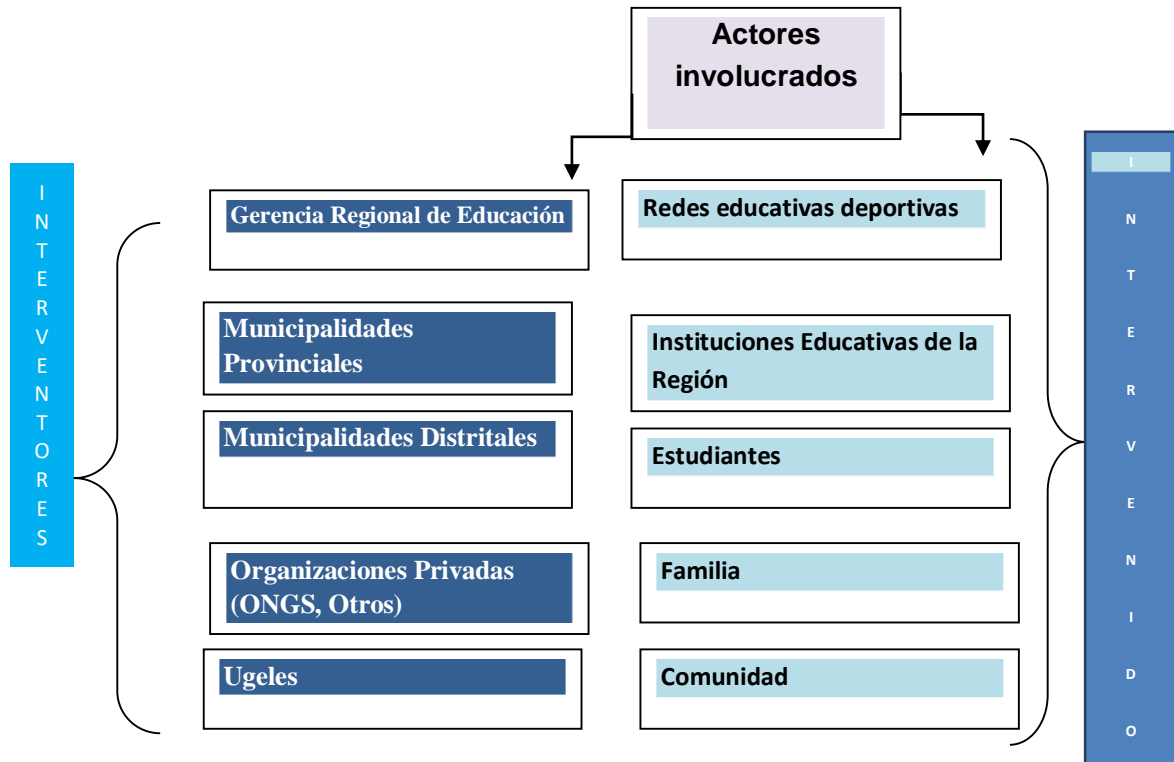 Actores
involucrados
I
N
T
E
R
V
E
N
T
O
R
E
S
Gerencia Regional de Educación
Municipalidades
Provinciales
Municipalidades Distritales
Organizaciones Privadas
(ONGS, Otros)
Ugeles
Redes educativas deportivas
Instituciones Educativas de la
Región
Estudiantes
Familia
Comunidad
I
N
T
E
R
V
E
N
I
D
O